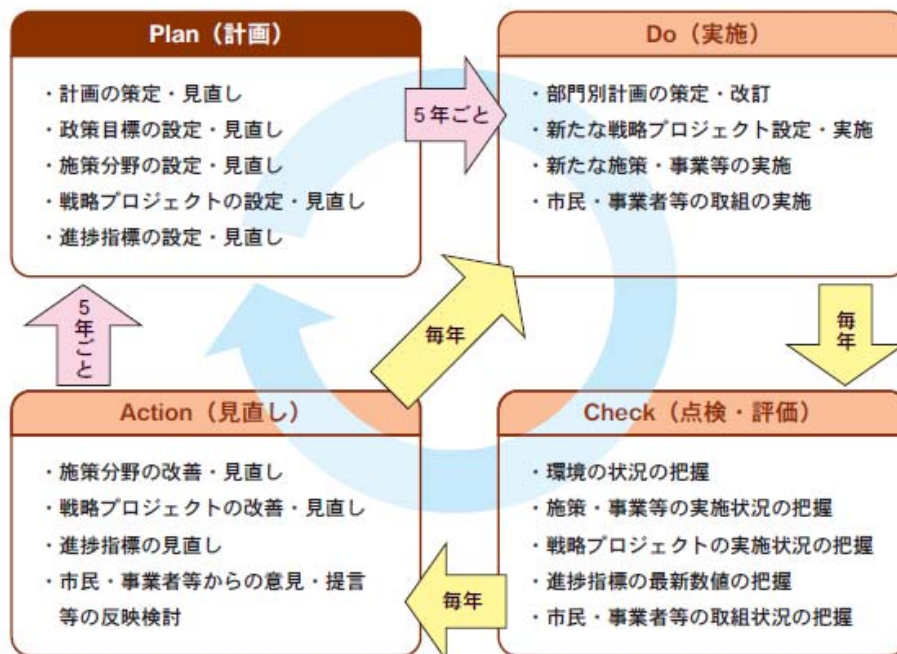 Plan（計画）
・計画の策定・見直し
・政策目標の設定・見直し
・施策分野の設定・見直し
・戦略プロジェクトの設定・見直し
・進捗指標の設定・見直し
5年ごと
Do（実施）
・部門別計画の策定・改訂
・新たな戦略プロジェクト設定・実施
・新たな施策・事業等の実施
・市民・事業者等の取組の実施
5年ごと
毎年
毎年
Action（見直し）
・施策分野の改善・見直し
・戦略プロジェクトの改善・見直し
・進捗指標の見直し
・市民・事業者等からの意見・提言
等の反映検討
毎年
Check（点検・評価）
・環境の状況の把握
・施策・事業等の実施状況の把握
・戦略プロジェクトの実施状況の把握
・進捗指標の最新数値の把握
・市民・事業者等の取組状況の把握